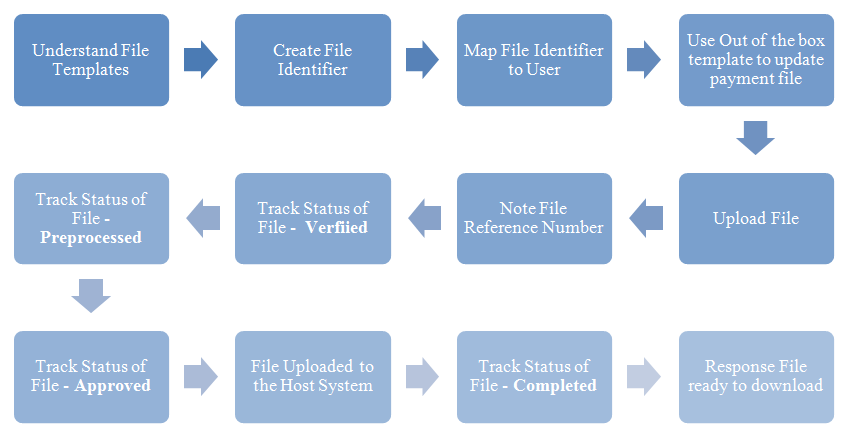 Understand File
Templates
Create File
Identifier
Map File Identifier
to User
Use Out of the box
template to update
payment file
Upload File
Note File
Reference Number
Track Status of
File - Verfiied
Track Status of
File -
Preprocessed
Track Status of
File - Approved
File Uploaded to
the Host System
Track Status of
File - Completed
Response File
ready to download